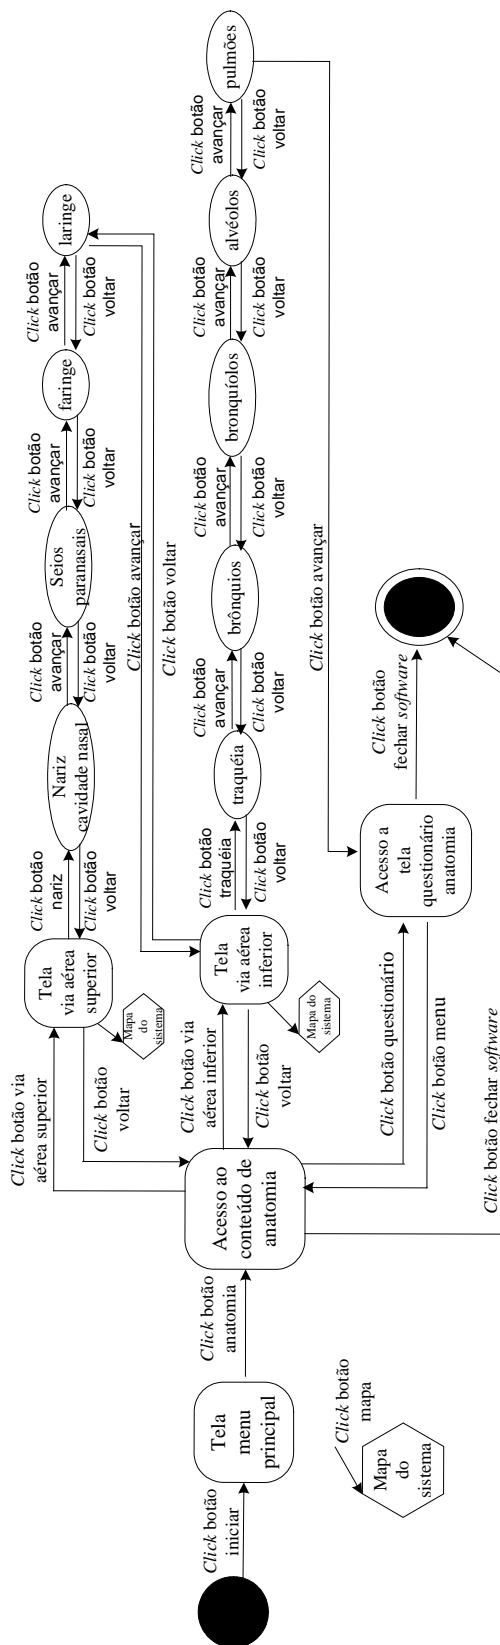 Click botão
iniciar
Tela
menu
principal
Click botão
anatomia
Acesso ao
conteúdo de
anatomia
Click botão
mapa
Mapa
do
sistema
Click botão via
aérea superior
Click botão
voltar
Tela
via aérea
superior
Mapa
do
sistema
Click botão
nariz
Click botão
voltar
Nariz
cavidade nasal
Click botão
avançar
Click botão
voltar
Seios
paranasais
Click botão
avançar
Click botão
voltar
faringe
Click botão
avançar
Click botão
voltar
laringe
Click botão avançar
Click botão voltar
Click botão via
aérea inferior
Click botão
voltar
Tela
via aérea
inferior
Mapa do
sistema
Click botão
traquéia
Click botão
voltar
traquéia
Click botão
avançar
Click botão
voltar
brônquios
Click botão
avançar
Click botão
voltar
bronquíolos
Click botão
avançar
Click botão
voltar
alvéolos
Click botão
avançar
Click botão
voltar
pulmões
Click botão avançar
Click botão questionário
Click botão menu
Acesso a
tela
questionário
anatomia
Click botão
fechar software
Click botão fechar software